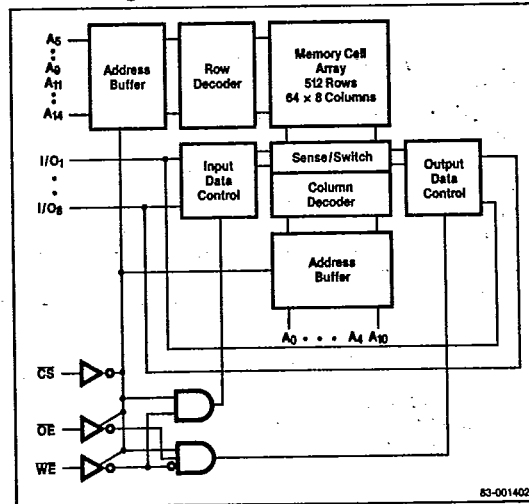 A5
A9
A11
A14
Address
Buffer
Row
Decoder
Memory Cell
Array
512 Rows
64 × 8 Columns
I/O1
I/O8
Input
Data
Control
Sense/Switch
Column
Decoder
Output
Data
Control
Address
Buffer
A0 • • • A4 A10
CS
OE
WE
83-001402